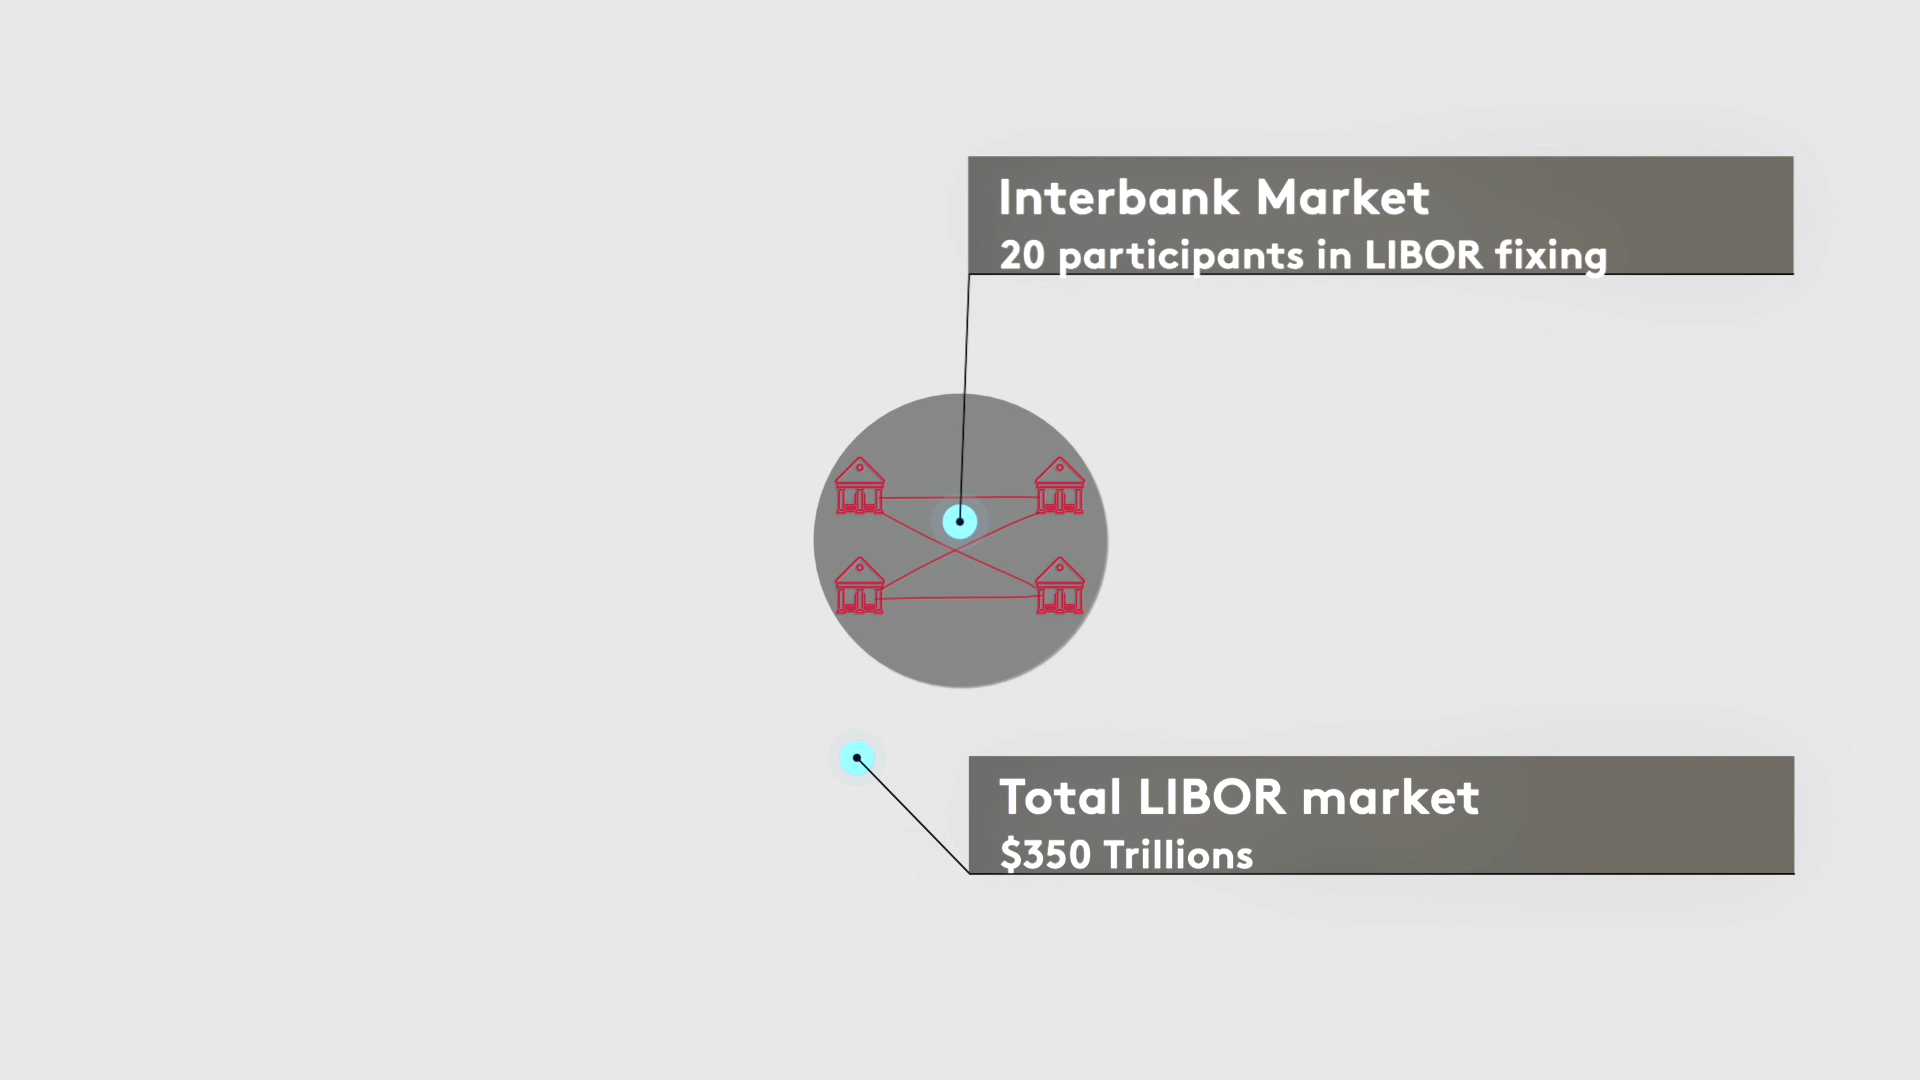 Interbank Market
20 participants in LIBOR fixing
Total LIBOR market
$350 Trillions